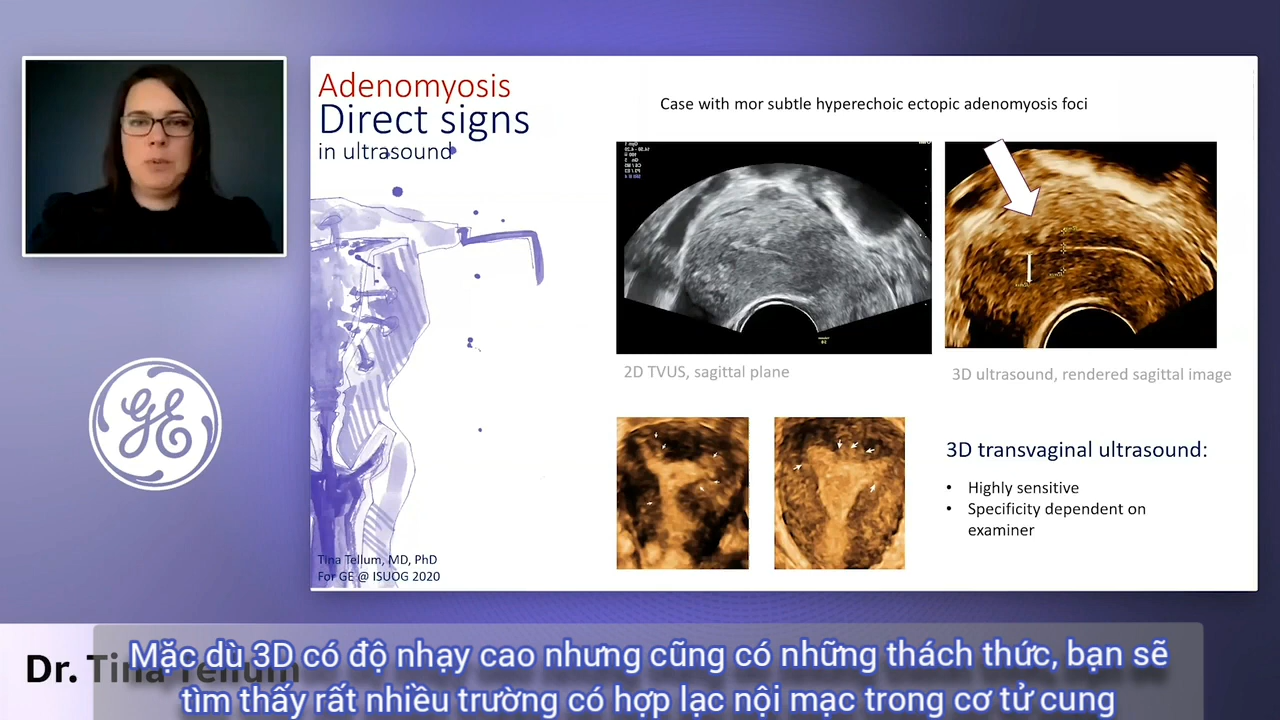 Adenomyosis
Direct signs
in ultrasound
Case with mor subtle hyperechoic ectopic adenomyosis foci
2D TVUS, sagittal plane
3D ultrasound, rendered sagittal image
3D transvaginal ultrasound:
• Highly sensitive
• Specificity dependent on
examiner
Tina Tellum, MD, PhD
For GE @ ISUOG 2020
GE
Dr. Tina Tellum
Mặc dù 3D có độ nhạy cao nhưng cũng có những thách thức, bạn sẽ
tìm thấy rất nhiều trường có hợp lạc nội mạc trong cơ tử cung